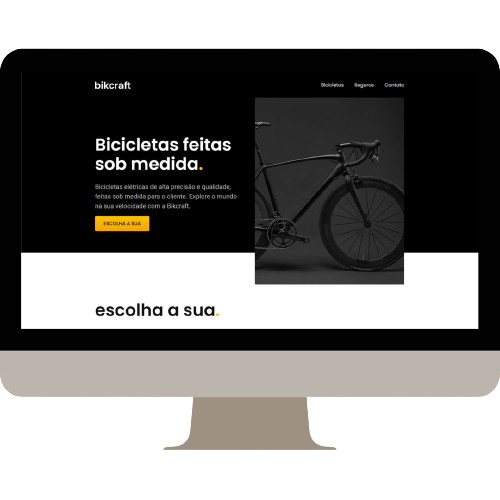 bikcraft
Bicicletas Seguros Contato
Bicicletas feitas
sob medida.
Bicicletas elétricas de alta precisão e qualidade,
feitas sob medida para o cliente. Explore o mundo
na sua velocidade com a Bikcraft.
ESCOLHA A SUA
escolha a sua.